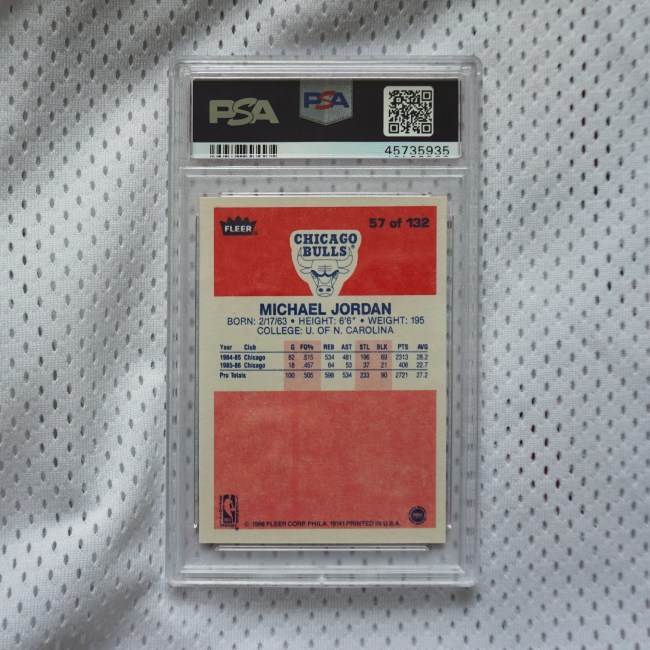 PSA PSA
45735935
FLEER
57 of 132
CHICAGO
BULLS
MICHAEL JORDAN
BORN: 2/17/63 • HEIGHT: 6'6" • WEIGHT: 195
COLLEGE: U. OF N. CAROLINA
Year Club G FG% REB AST STL BLK PTS AVG
1984-85 Chicago 82 .515 534 481 196 69 2313 28.2
1985-86 Chicago 18 .457 64 53 37 21 408 22.7
Pro Totals 100 .505 598 534 233 90 2721 27.2
NBA
© 1986 FLEER CORP. PHILA. 19141 PRINTED IN U.S.A.